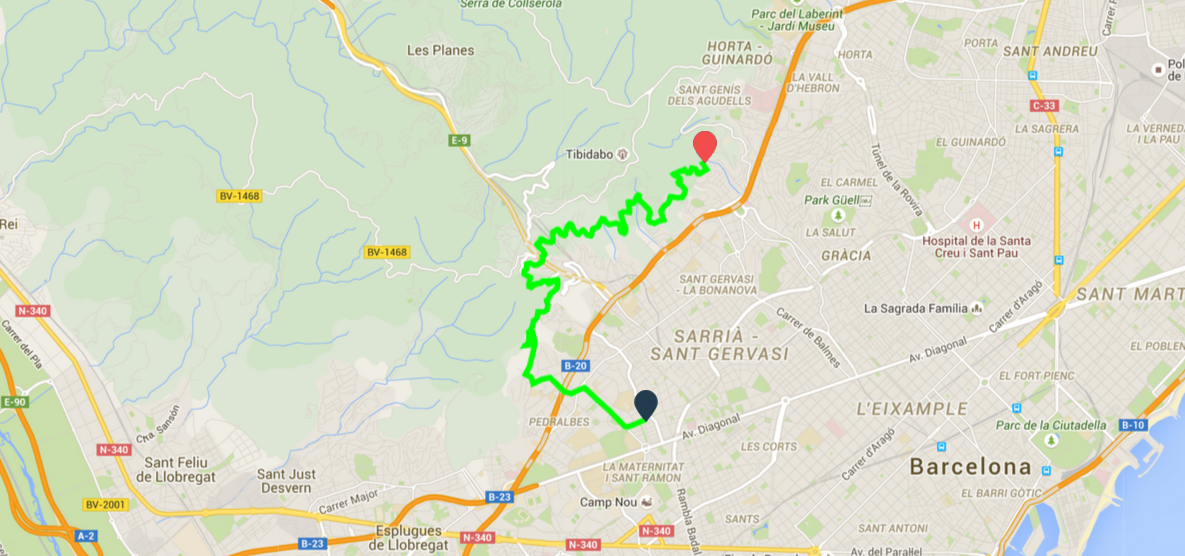 Serra de Collserola
Parc del Laberint
- Jardi Museu
Les Planes
HORTA -
GUINARDÓ
HORTA
PORTA
SANT ANDREU
Carrer
Pol
de
LA VALL
D'HEBRON
SANT GENÍS
DELS AGUDELLS
C-33
E-9
LA SAGRERA
LA VERNEDA
I LA PAU
EL GUINARDÓ
Tibidabo
Túnel de la Rovira
EL CARMEL
BV-1468
Park Güell
Rei
LA SALUT
H
Hospital de la Santa
Creu i Sant Pau
BV-1468
GRÀCIA
SANT GERVASI
- LA BONANOVA
SANT MART
N-340
La Sagrada Família
Carrer d'Aragó
Carrer de Balmes
Carrer del Pla
SARRIÀ -
SANT GERVASI
Av. Diagonal
EL POBLEN
B-20
EL FORT PIENC
E-90
Ctra. Sansón
L'EIXAMPLE
PEDRALBES
Av. Diagonal
Parc de la Ciutadella
B-10
N-340
LES CORTS
Carrer d'Aragó
Sant Feliu
de Llobregat
Sant Just
Desvern
LA MATERNITAT
I SANT RAMON
Barcelona
BV-2001
Carrer Major
B-23
Camp Nou
Rambla Badal
EL BARRI GÒTIC
SANTS
A-2
B-23
Esplugues
de Llobregat
N-340
N-340
N-340
SANT ANTONI
Av. del Paral·lel